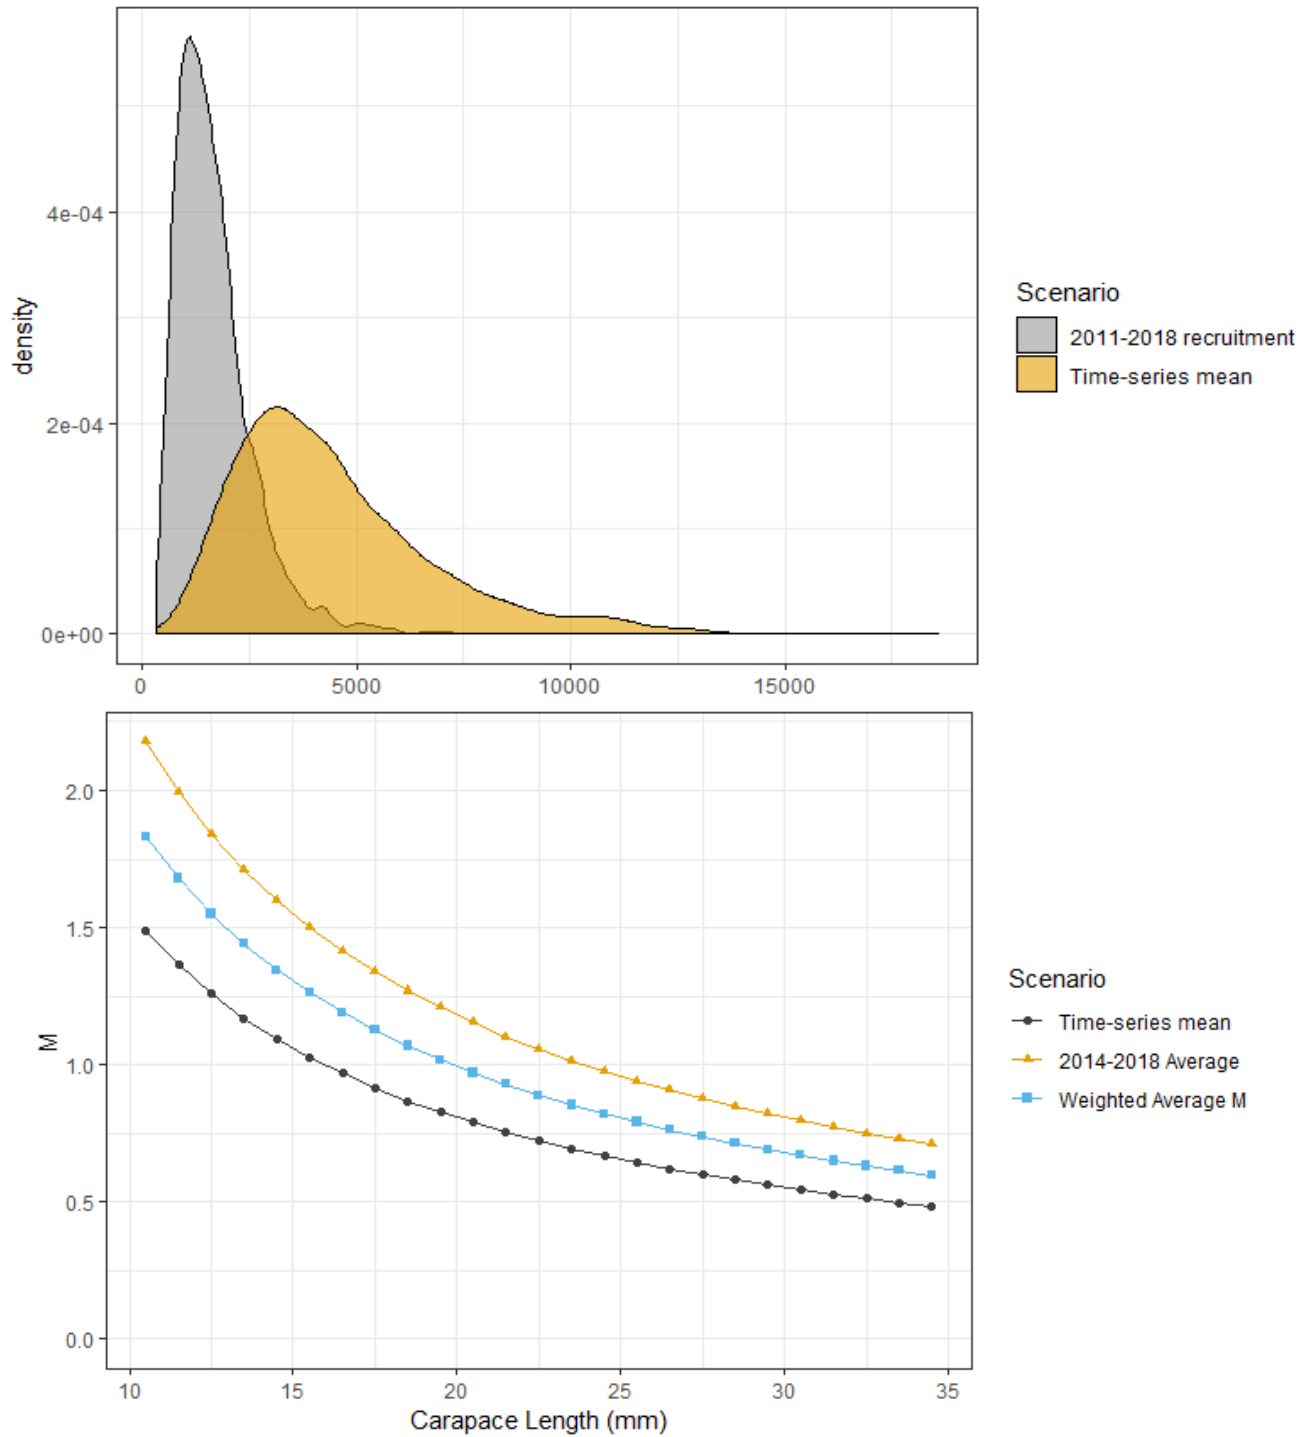 density
4e-04
2e-04
0e+00
0 5000 10000 15000
Scenario
2011-2018 recruitment
Time-series mean
M
2.0
1.5
1.0
0.5
0.0
10 15 20 25 30 35
Carapace Length (mm)
Scenario
Time-series mean
2014-2018 Average
Weighted Average M